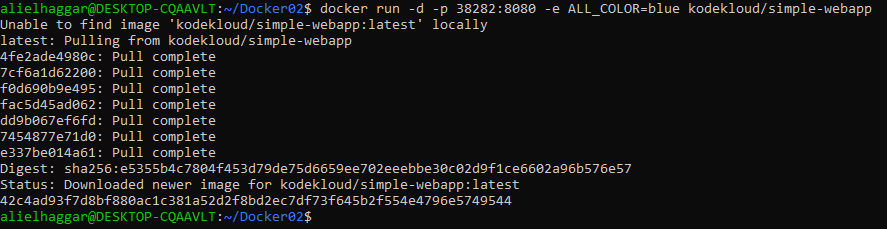 alielhaggar@DESKTOP-CQAAVLT:~/Docker02$ docker run -d -p 38282:8080 -e ALL_COLOR=blue kodekloud/simple-webapp
Unable to find image 'kodekloud/simple-webapp:latest' locally
latest: Pulling from kodekloud/simple-webapp
4fe2ade4980c: Pull complete
7cf6a1d62200: Pull complete
f0d690b9e495: Pull complete
fac5d45ad062: Pull complete
dd9b067ef6fd: Pull complete
7454877e71d0: Pull complete
e337be014a61: Pull complete
Digest: sha256:e5355b4c7804f453d79de75d6659ee702eeebbe30c02d9f1ce6602a96b576e57
Status: Downloaded newer image for kodekloud/simple-webapp:latest
42c4ad93f7d8bf880ac1c381a52d2f8bd2ec7df73f645b2f554e4796e5749544
alielhaggar@DESKTOP-CQAAVLT:~/Docker02$